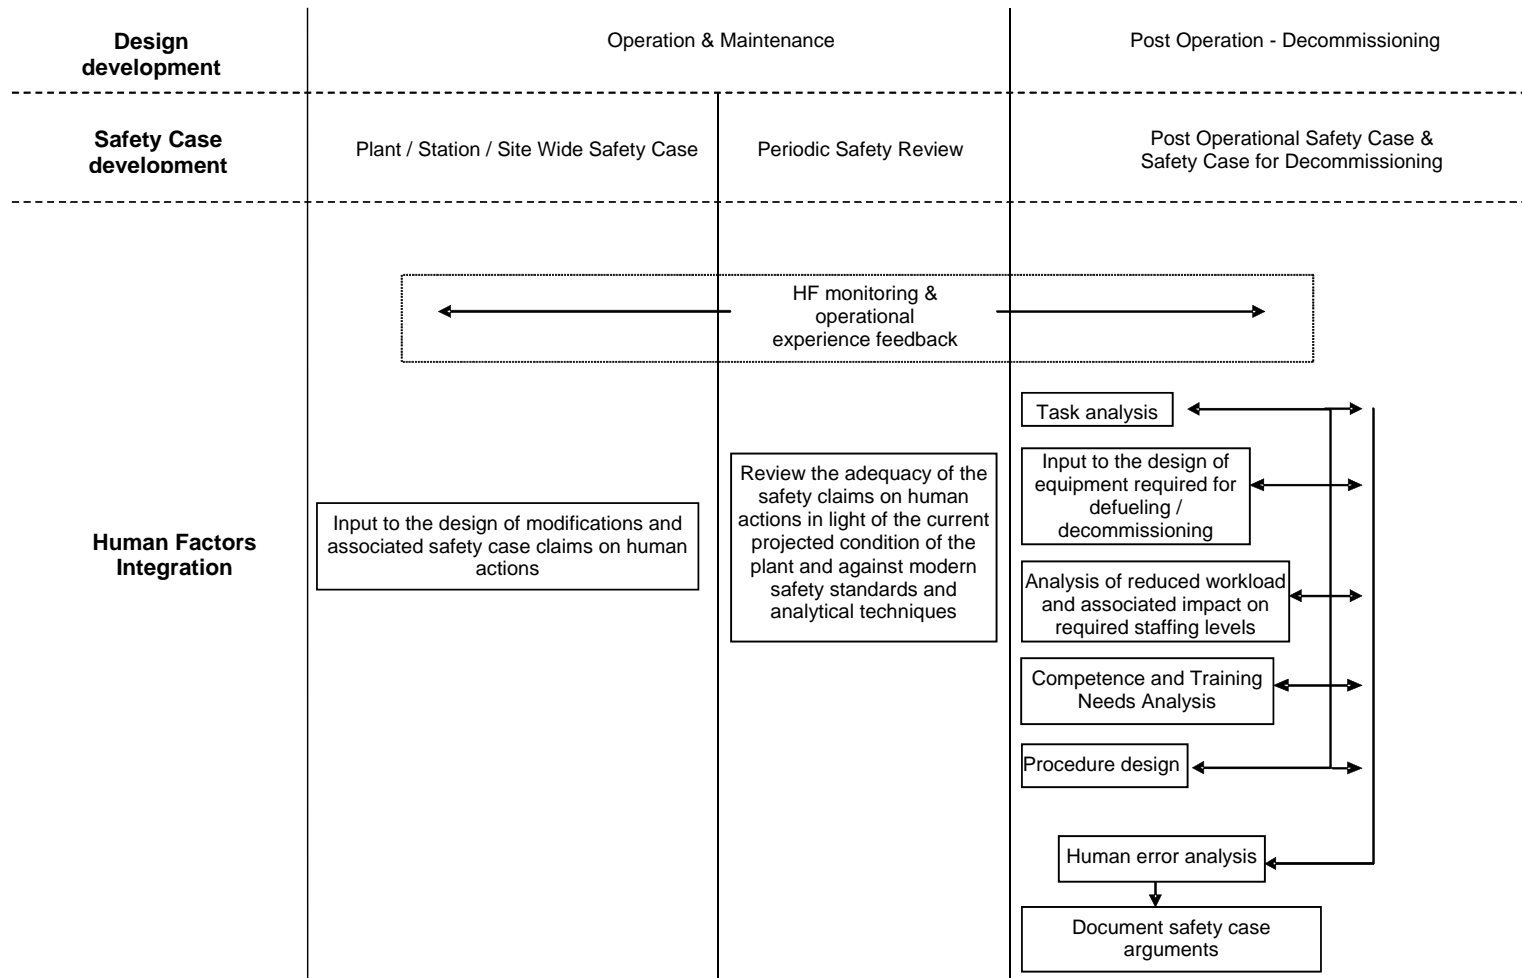 Design
development
Operation & Maintenance
Post Operation - Decommissioning
Safety Case
development
Plant / Station / Site Wide Safety Case
Periodic Safety Review
Post Operational Safety Case &
Safety Case for Decommissioning
HF monitoring &
operational
experience feedback
Human Factors
Integration
Input to the design of modifications and
associated safety case claims on human
actions
Review the adequacy of the
safety claims on human
actions in light of the current
projected condition of the
plant and against modern
safety standards and
analytical techniques
Task analysis
Input to the design of
equipment required for
defueling /
decommissioning
Analysis of reduced workload
and associated impact on
required staffing levels
Competence and Training
Needs Analysis
Procedure design
Human error analysis
Document safety case
arguments